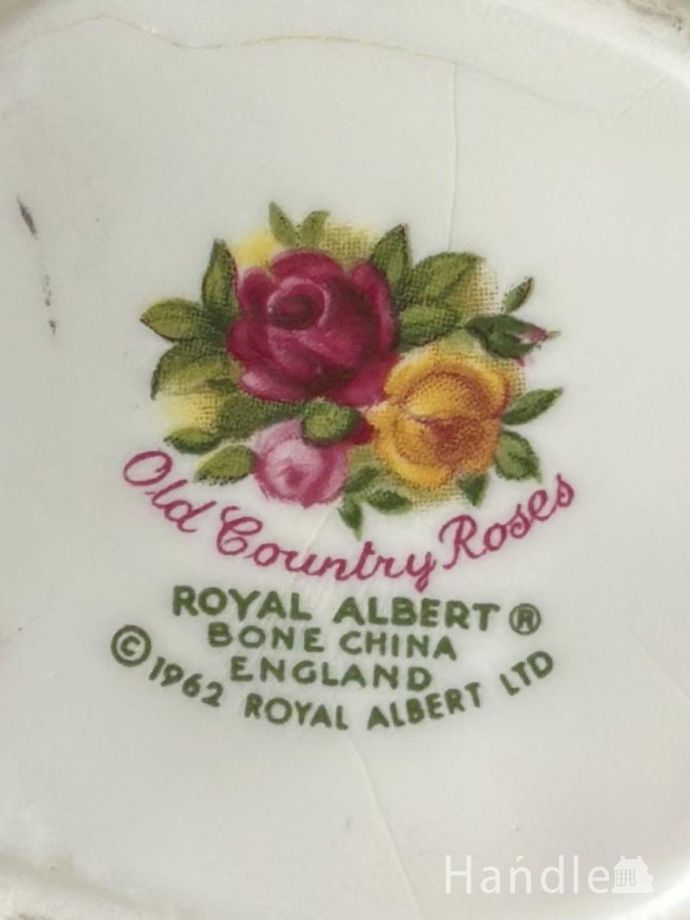 Old Country Roses
ROYAL ALBERT ®
BONE CHINA
ENGLAND
© 1962 ROYAL ALBERT LTD
Handle